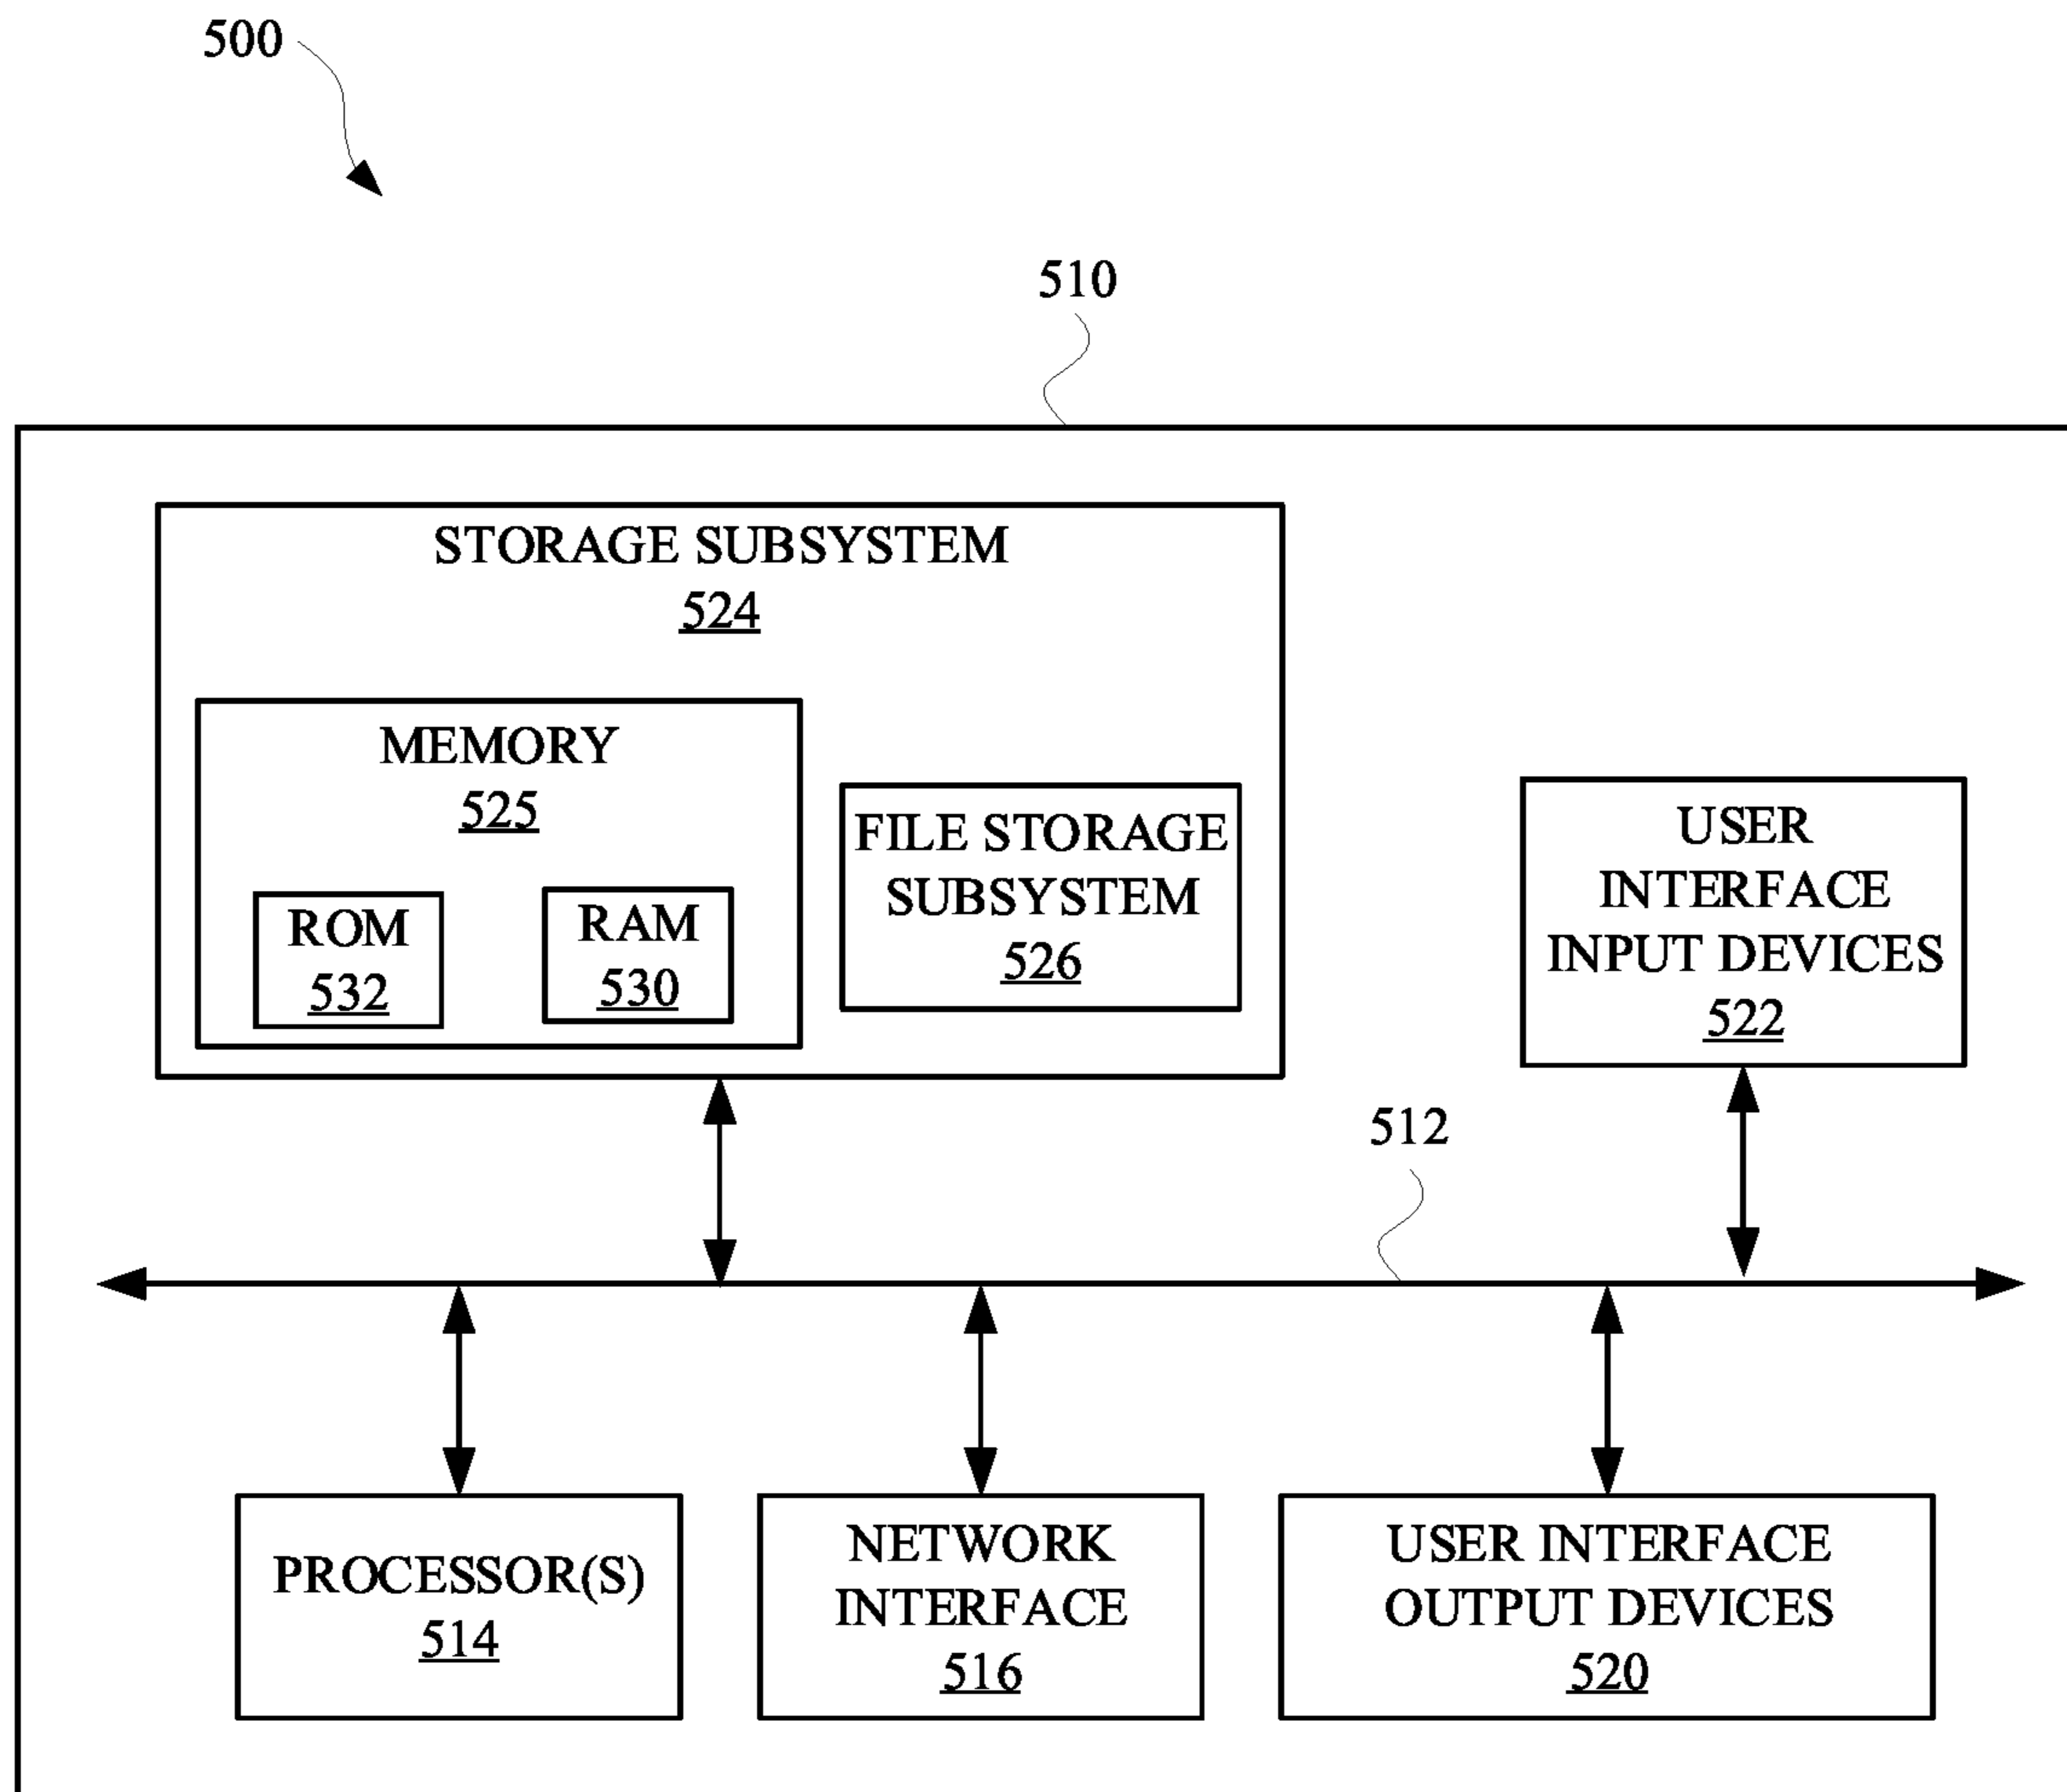 500
510
STORAGE SUBSYSTEM
524
MEMORY
525
ROM
532
RAM
530
FILE STORAGE
SUBSYSTEM
526
USER
INTERFACE
INPUT DEVICES
522
512
PROCESSOR(S)
514
NETWORK
INTERFACE
516
USER INTERFACE
OUTPUT DEVICES
520